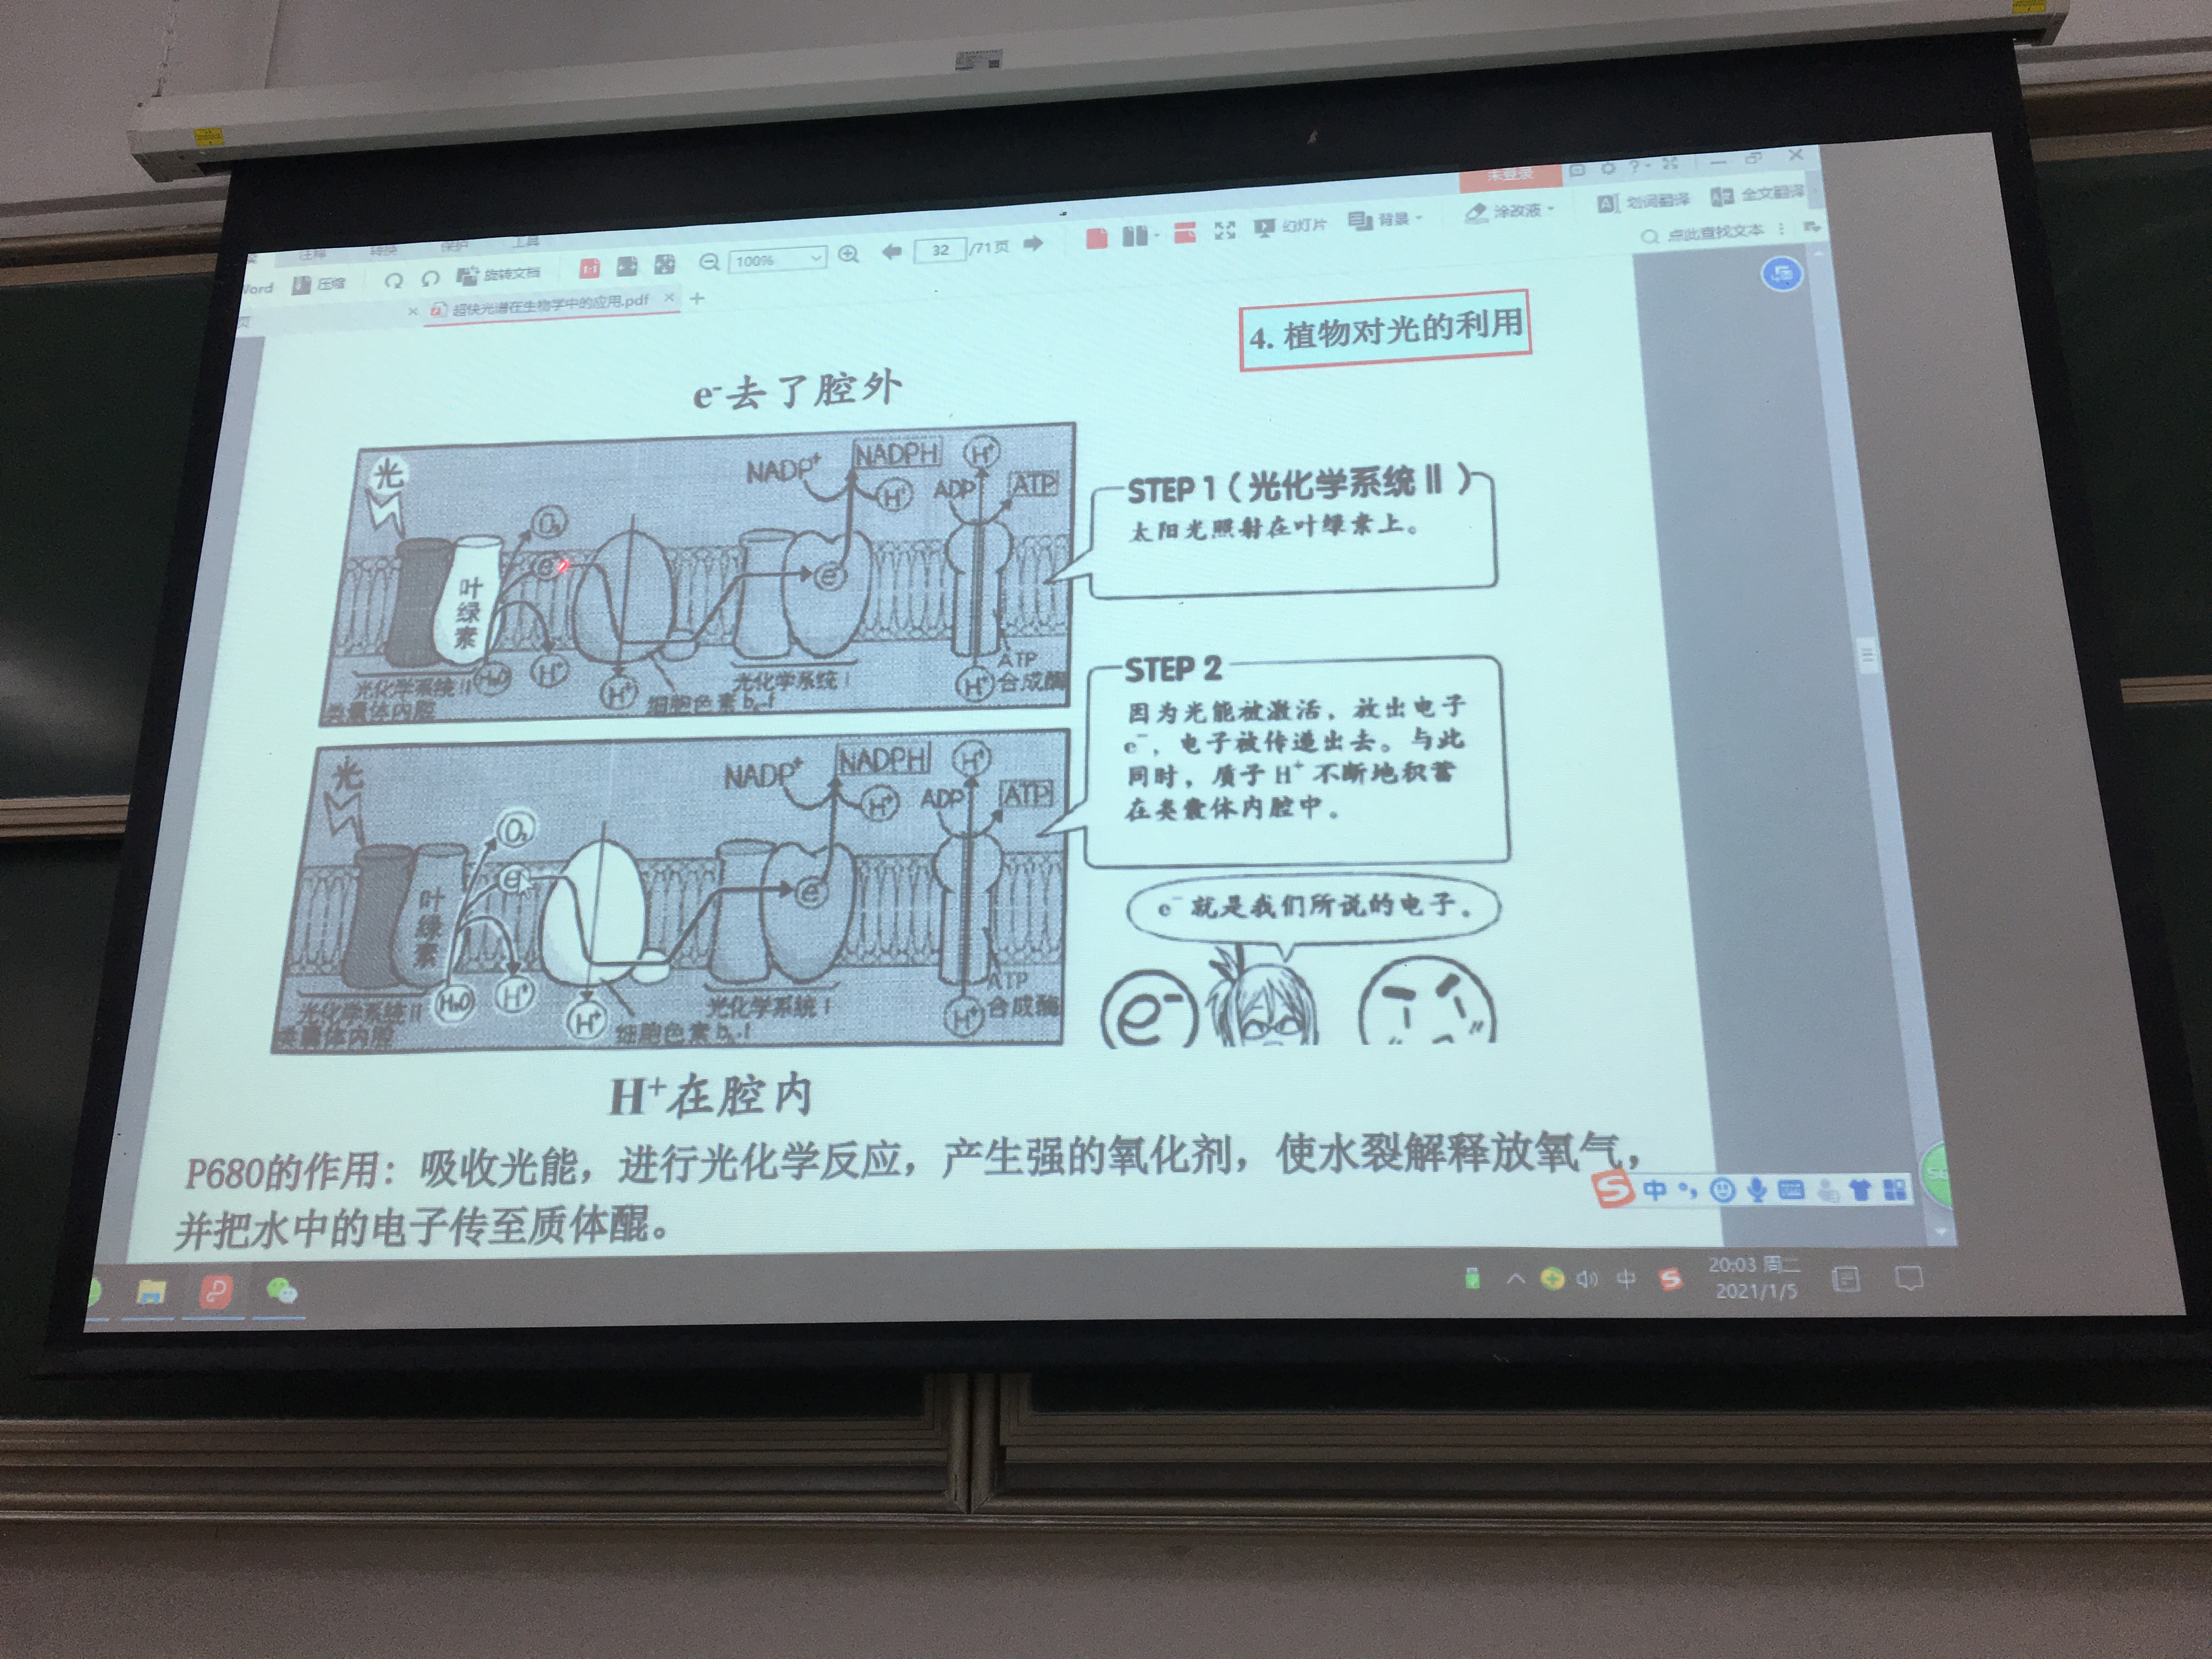 未登录
注释 转换 保护 工具
Word 压缩 旋转文档 1:1 100% 32 /71页 幻灯片 背景 涂改液 划词翻译 全文翻译
点此查找文本
超快光谱在生物学中的应用.pdf
4. 植物对光的利用
e⁻去了腔外
光
NADP⁺
NADPH
H⁺
H⁺
ADP
ATP
O₂
e⁻
叶绿素
e⁻
光化学系统 II
H₂O
H⁺
H⁺
细胞色素 b₆-f
光化学系统 I
ATP
合成酶
H⁺
类囊体内腔
STEP 1(光化学系统 II)
太阳光照射在叶绿素上。
光
NADP⁺
NADPH
H⁺
H⁺
ADP
ATP
O₂
e⁻
叶绿素
e⁻
光化学系统 II
H₂O
H⁺
H⁺
细胞色素 b₆-f
光化学系统 I
ATP
合成酶
H⁺
类囊体内腔
STEP 2
因为光能被激活，放出电子
e⁻，电子被传递出去。与此
同时，质子 H⁺ 不断地积蓄
在类囊体内腔中。
e⁻ 就是我们所说的电子。
e⁻
H⁺在腔内
P680的作用：吸收光能，进行光化学反应，产生强的氧化剂，使水裂解释放氧气，
并把水中的电子传至质体醌。
中
中
20:03 周二
2021/1/5